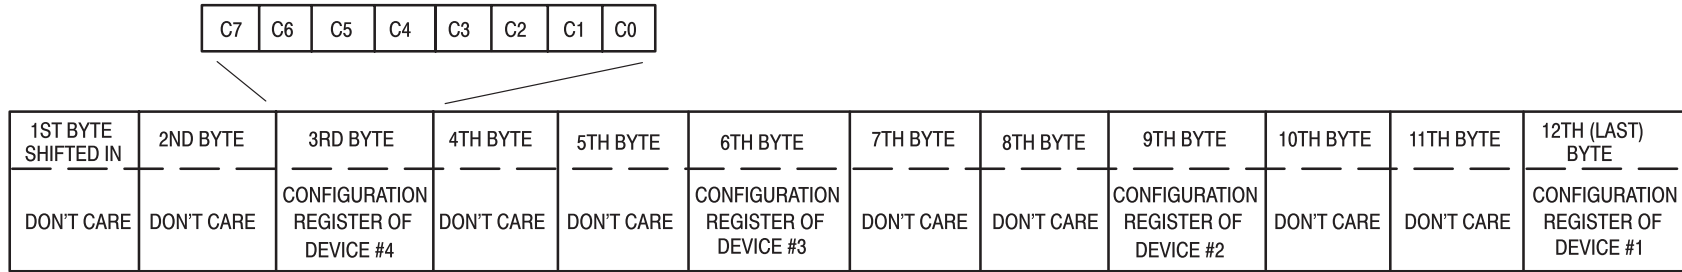 C7 C6 C5 C4 C3 C2 C1 C0
1ST BYTE
SHIFTED IN
2ND BYTE
3RD BYTE
4TH BYTE
5TH BYTE
6TH BYTE
7TH BYTE
8TH BYTE
9TH BYTE
10TH BYTE
11TH BYTE
12TH (LAST)
BYTE
DON'T CARE
DON'T CARE
CONFIGURATION
REGISTER OF
DEVICE #4
DON'T CARE
DON'T CARE
CONFIGURATION
REGISTER OF
DEVICE #3
DON'T CARE
DON'T CARE
CONFIGURATION
REGISTER OF
DEVICE #2
DON'T CARE
DON'T CARE
CONFIGURATION
REGISTER OF
DEVICE #1